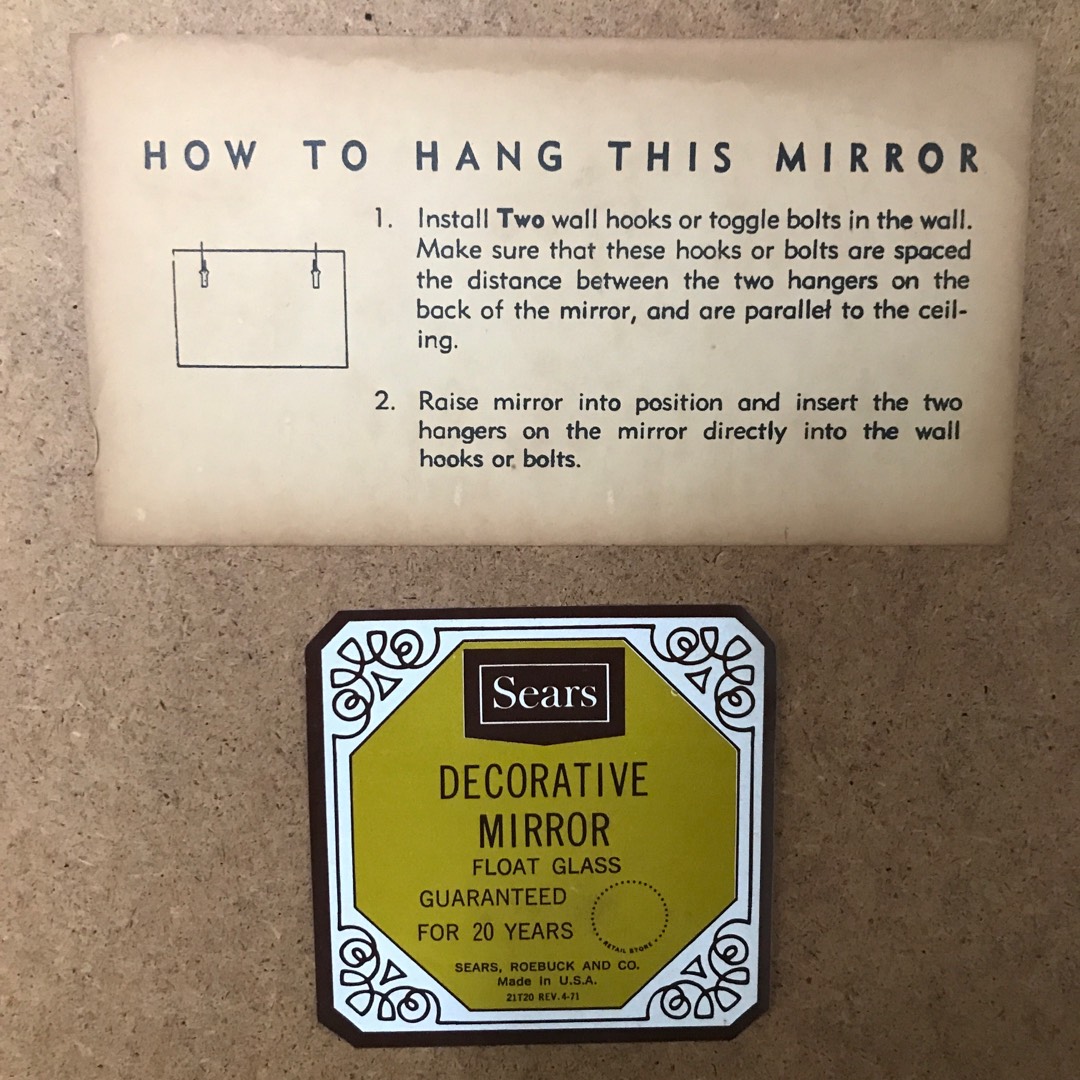 HOW TO HANG THIS MIRROR
1. Install Two wall hooks or toggle bolts in the wall.
Make sure that these hooks or bolts are spaced
the distance between the two hangers on the
back of the mirror, and are parallel to the ceil-
ing.
2. Raise mirror into position and insert the two
hangers on the mirror directly into the wall
hooks or bolts.
Sears
DECORATIVE
MIRROR
FLOAT GLASS
GUARANTEED
FOR 20 YEARS
RETAIL STORE
SEARS, ROEBUCK AND CO.
Made in U.S.A.
21T20 REV. 4-71